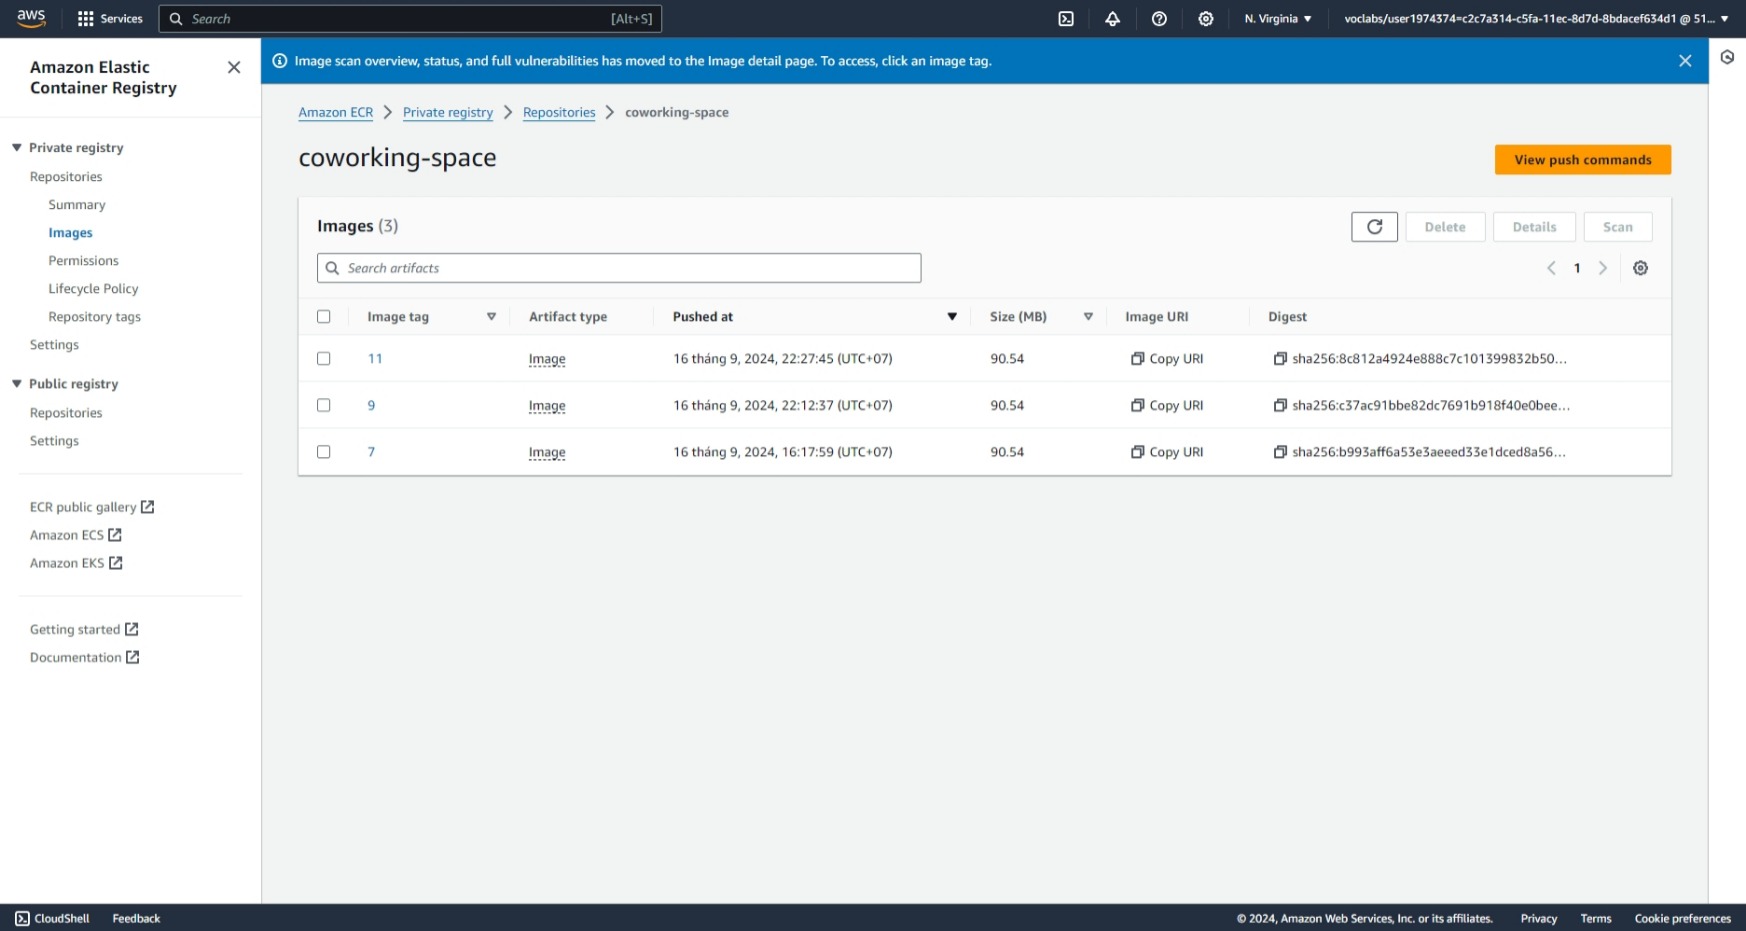 aws Services Search [Alt+S] N. Virginia voclabs/user1974374=c2c7a314-c5fa-11ec-8d7d-8bdacef634d1 @ 51...
Amazon Elastic
Container Registry
Private registry
Repositories
Summary
Images
Permissions
Lifecycle Policy
Repository tags
Settings
Public registry
Repositories
Settings
ECR public gallery
Amazon ECS
Amazon EKS
Getting started
Documentation
Image scan overview, status, and full vulnerabilities has moved to the Image detail page. To access, click an image tag.
Amazon ECR > Private registry > Repositories > coworking-space
coworking-space
View push commands
Images (3)
Delete Details Scan
Search artifacts
1
Image tag Artifact type Pushed at Size (MB) Image URI Digest
11 Image 16 tháng 9, 2024, 22:27:45 (UTC+07) 90.54 Copy URI sha256:8c812a4924e888c7c101399832b50...
9 Image 16 tháng 9, 2024, 22:12:37 (UTC+07) 90.54 Copy URI sha256:c37ac91bbe82dc7691b918f40e0bee...
7 Image 16 tháng 9, 2024, 16:17:59 (UTC+07) 90.54 Copy URI sha256:b993aff6a53e3aeeed33e1dced8a56...
CloudShell Feedback © 2024, Amazon Web Services, Inc. or its affiliates. Privacy Terms Cookie preferences